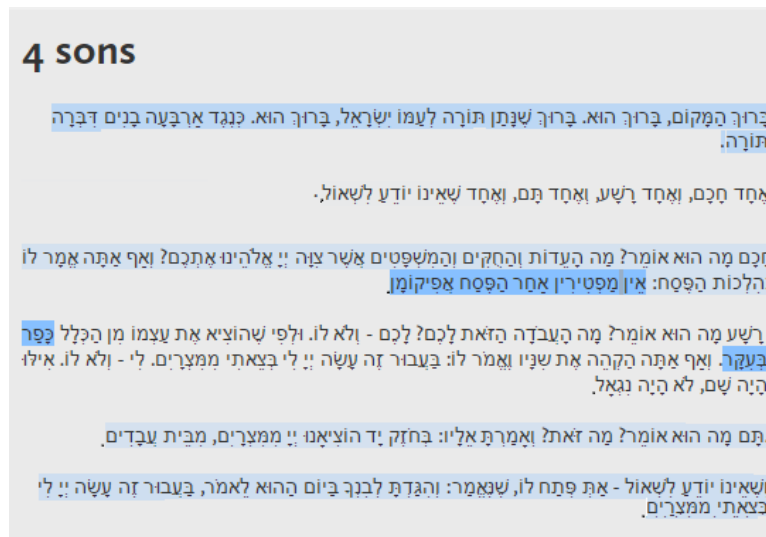 4 sons
בָּרוּךְ הַמָּקוֹם, בָּרוּךְ הוּא. בָּרוּךְ שֶׁנָּתַן תּוֹרָה לְעַמּוֹ יִשְׂרָאֵל, בָּרוּךְ הוּא. כְּנֶגֶד אַרְבָּעָה בָנִים דִּבְּרָה
תּוֹרָה.
אֶחָד חָכָם, וְאֶחָד רָשָׁע, וְאֶחָד תָּם, וְאֶחָד שֶׁאֵינוֹ יוֹדֵעַ לִשְׁאוֹל.
חָכָם מָה הוּא אוֹמֵר? מַה הָעֵדוֹת וְהַחֻקִּים וְהַמִּשְׁפָּטִים אֲשֶׁר צִוָּה יְיָ אֱלֹהֵינוּ אֶתְכֶם? וְאַף אַתָּה אֱמָר לוֹ
כְּהִלְכוֹת הַפֶּסַח: אֵין מַפְטִירִין אַחַר הַפֶּסַח אֲפִיקוֹמָן.
רָשָׁע מָה הוּא אוֹמֵר? מָה הָעֲבֹדָה הַזֹּאת לָכֶם? לָכֶם - וְלֹא לוֹ. וּלְפִי שֶׁהוֹצִיא אֶת עַצְמוֹ מִן הַכְּלָל כָּפַר
בְּעִקָּר. וְאַף אַתָּה הַקְהֵה אֶת שִׁנָּיו וֶאֱמֹר לוֹ: בַּעֲבוּר זֶה עָשָׂה יְיָ לִי בְּצֵאתִי מִמִּצְרָיִם. לִי - וְלֹא לוֹ. אִילּוּ
הָיָה שָׁם, לֹא הָיָה נִגְאָל.
תָּם מָה הוּא אוֹמֵר? מַה זֹּאת? וְאָמַרְתָּ אֵלָיו: בְּחֹזֶק יָד הוֹצִיאָנוּ יְיָ מִמִּצְרָיִם, מִבֵּית עֲבָדִים.
וְשֶׁאֵינוֹ יוֹדֵעַ לִשְׁאוֹל - אַתְּ פְּתַח לוֹ, שֶׁנֶּאֱמַר: וְהִגַּדְתָּ לְבִנְךָ בַּיּוֹם הַהוּא לֵאמֹר, בַּעֲבוּר זֶה עָשָׂה יְיָ לִי
בְּצֵאתִי מִמִּצְרָיִם.